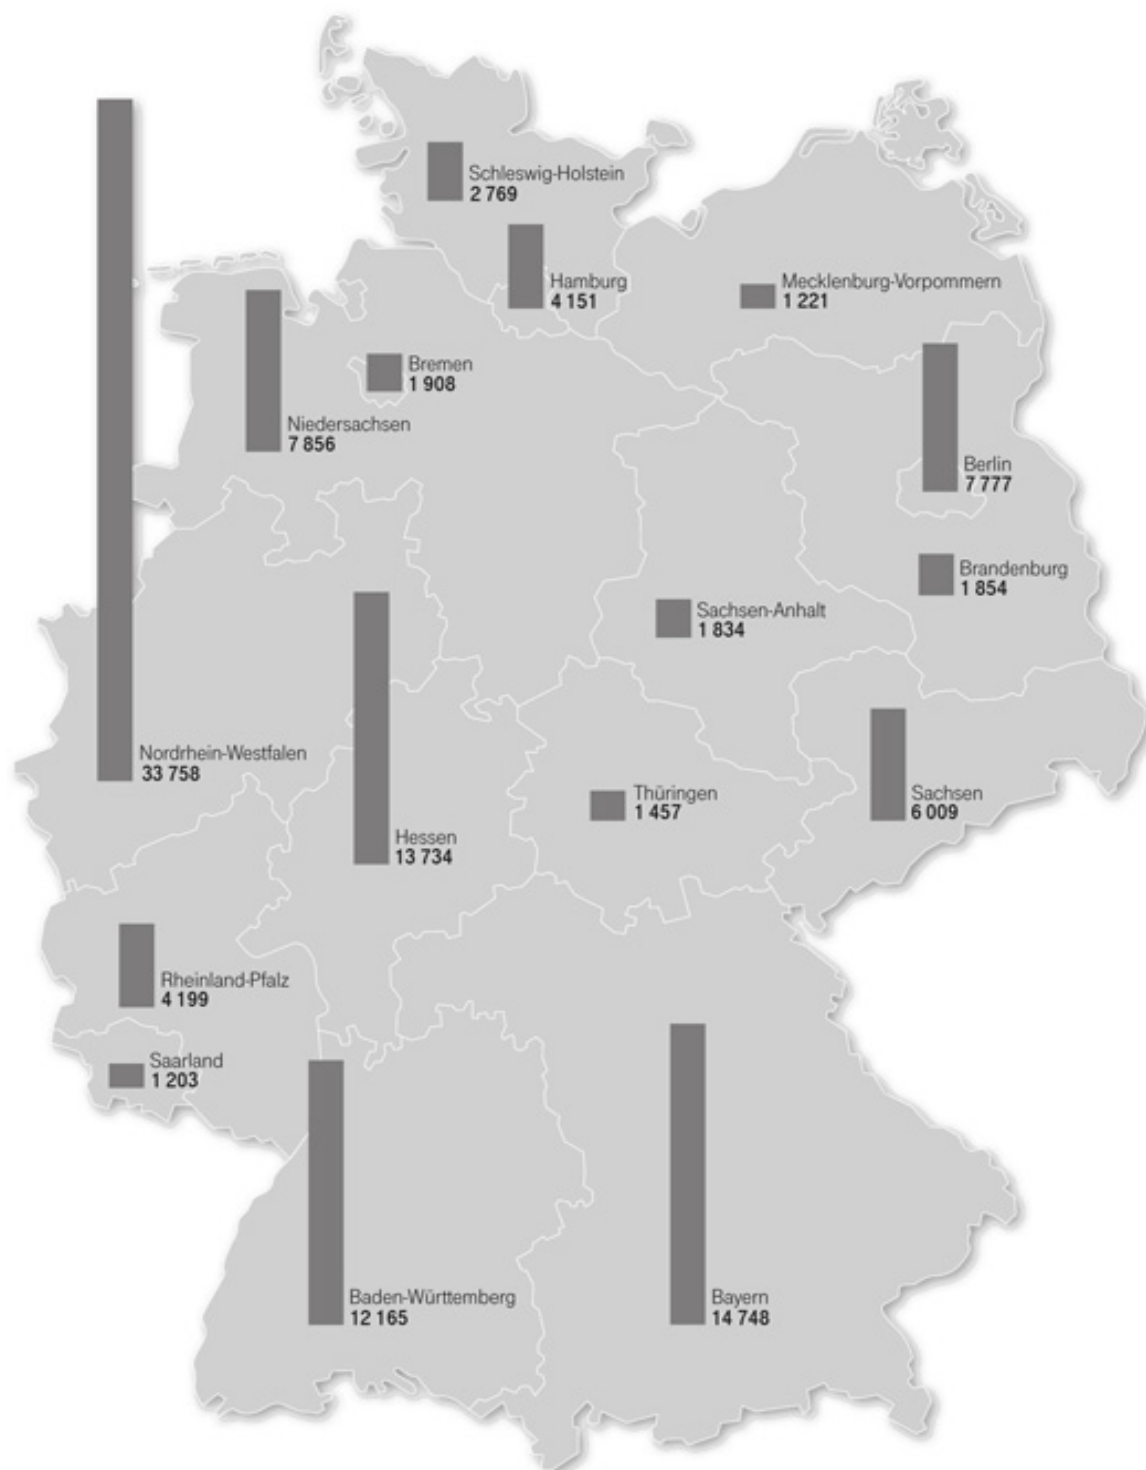 Schleswig-Holstein
2 769
Hamburg
4 151
Mecklenburg-Vorpommern
1 221
Bremen
1 908
Niedersachsen
7 856
Berlin
7 777
Brandenburg
1 854
Sachsen-Anhalt
1 834
Nordrhein-Westfalen
33 758
Thüringen
1 457
Sachsen
6 009
Hessen
13 734
Rheinland-Pfalz
4 199
Saarland
1 203
Baden-Württemberg
12 165
Bayern
14 748